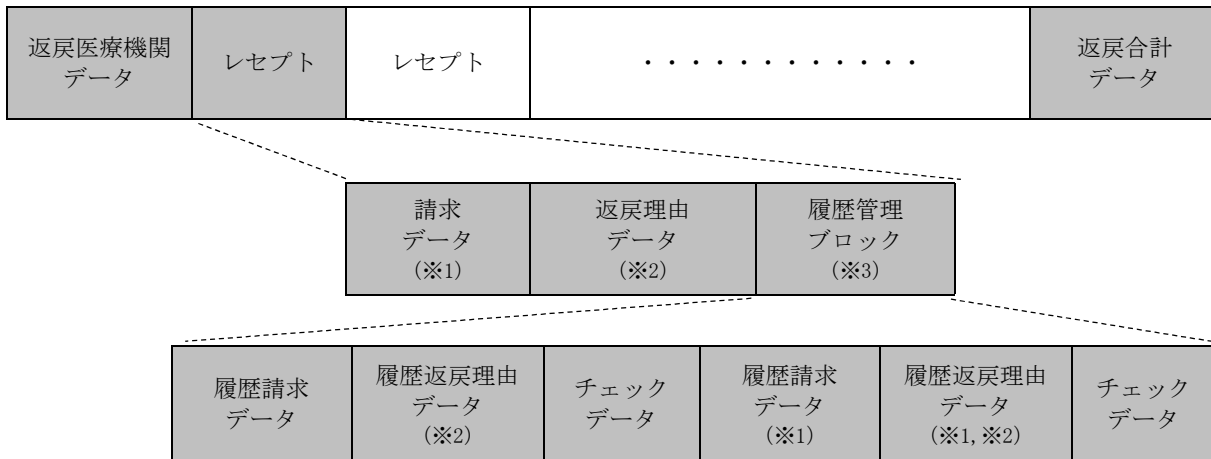 返戻医療機関
データ
レセプト
レセプト
・・・・・・・・・・・・
返戻合計
データ
請求
データ
(※1)
返戻理由
データ
(※2)
履歴管理
ブロック
(※3)
履歴請求
データ
履歴返戻理由
データ
(※2)
チェック
データ
履歴請求
データ
(※1)
履歴返戻理由
データ
(※1,※2)
チェック
データ